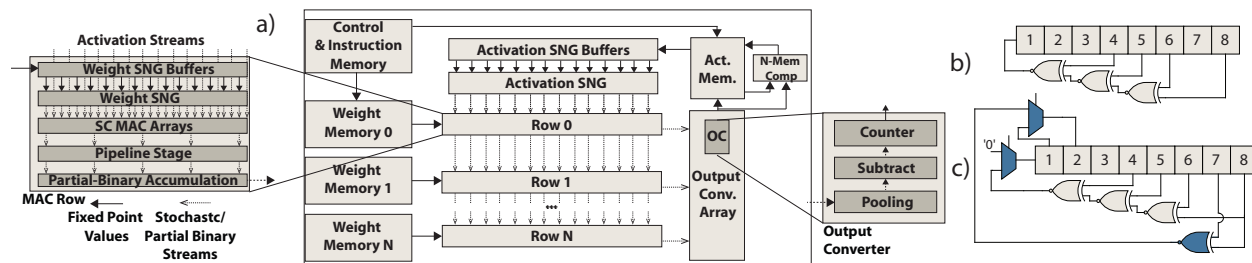 a)
Activation Streams
Weight SNG Buffers
Weight SNG
SC MAC Arrays
Pipeline Stage
Partial-Binary Accumulation
MAC Row
Fixed Point
Values
Stochastc/
Partial Binary
Streams
Control
& Instruction
Memory
Weight
Memory 0
Weight
Memory 1
Weight
Memory N
Activation SNG Buffers
Activation SNG
Row 0
Row 1
...
Row N
Act.
Mem.
N-Mem
Comp
OC
Output
Conv.
Array
Counter
Subtract
Pooling
Output
Converter
b)
1 2 3 4 5 6 7 8
c)
'0'
1 2 3 4 5 6 7 8